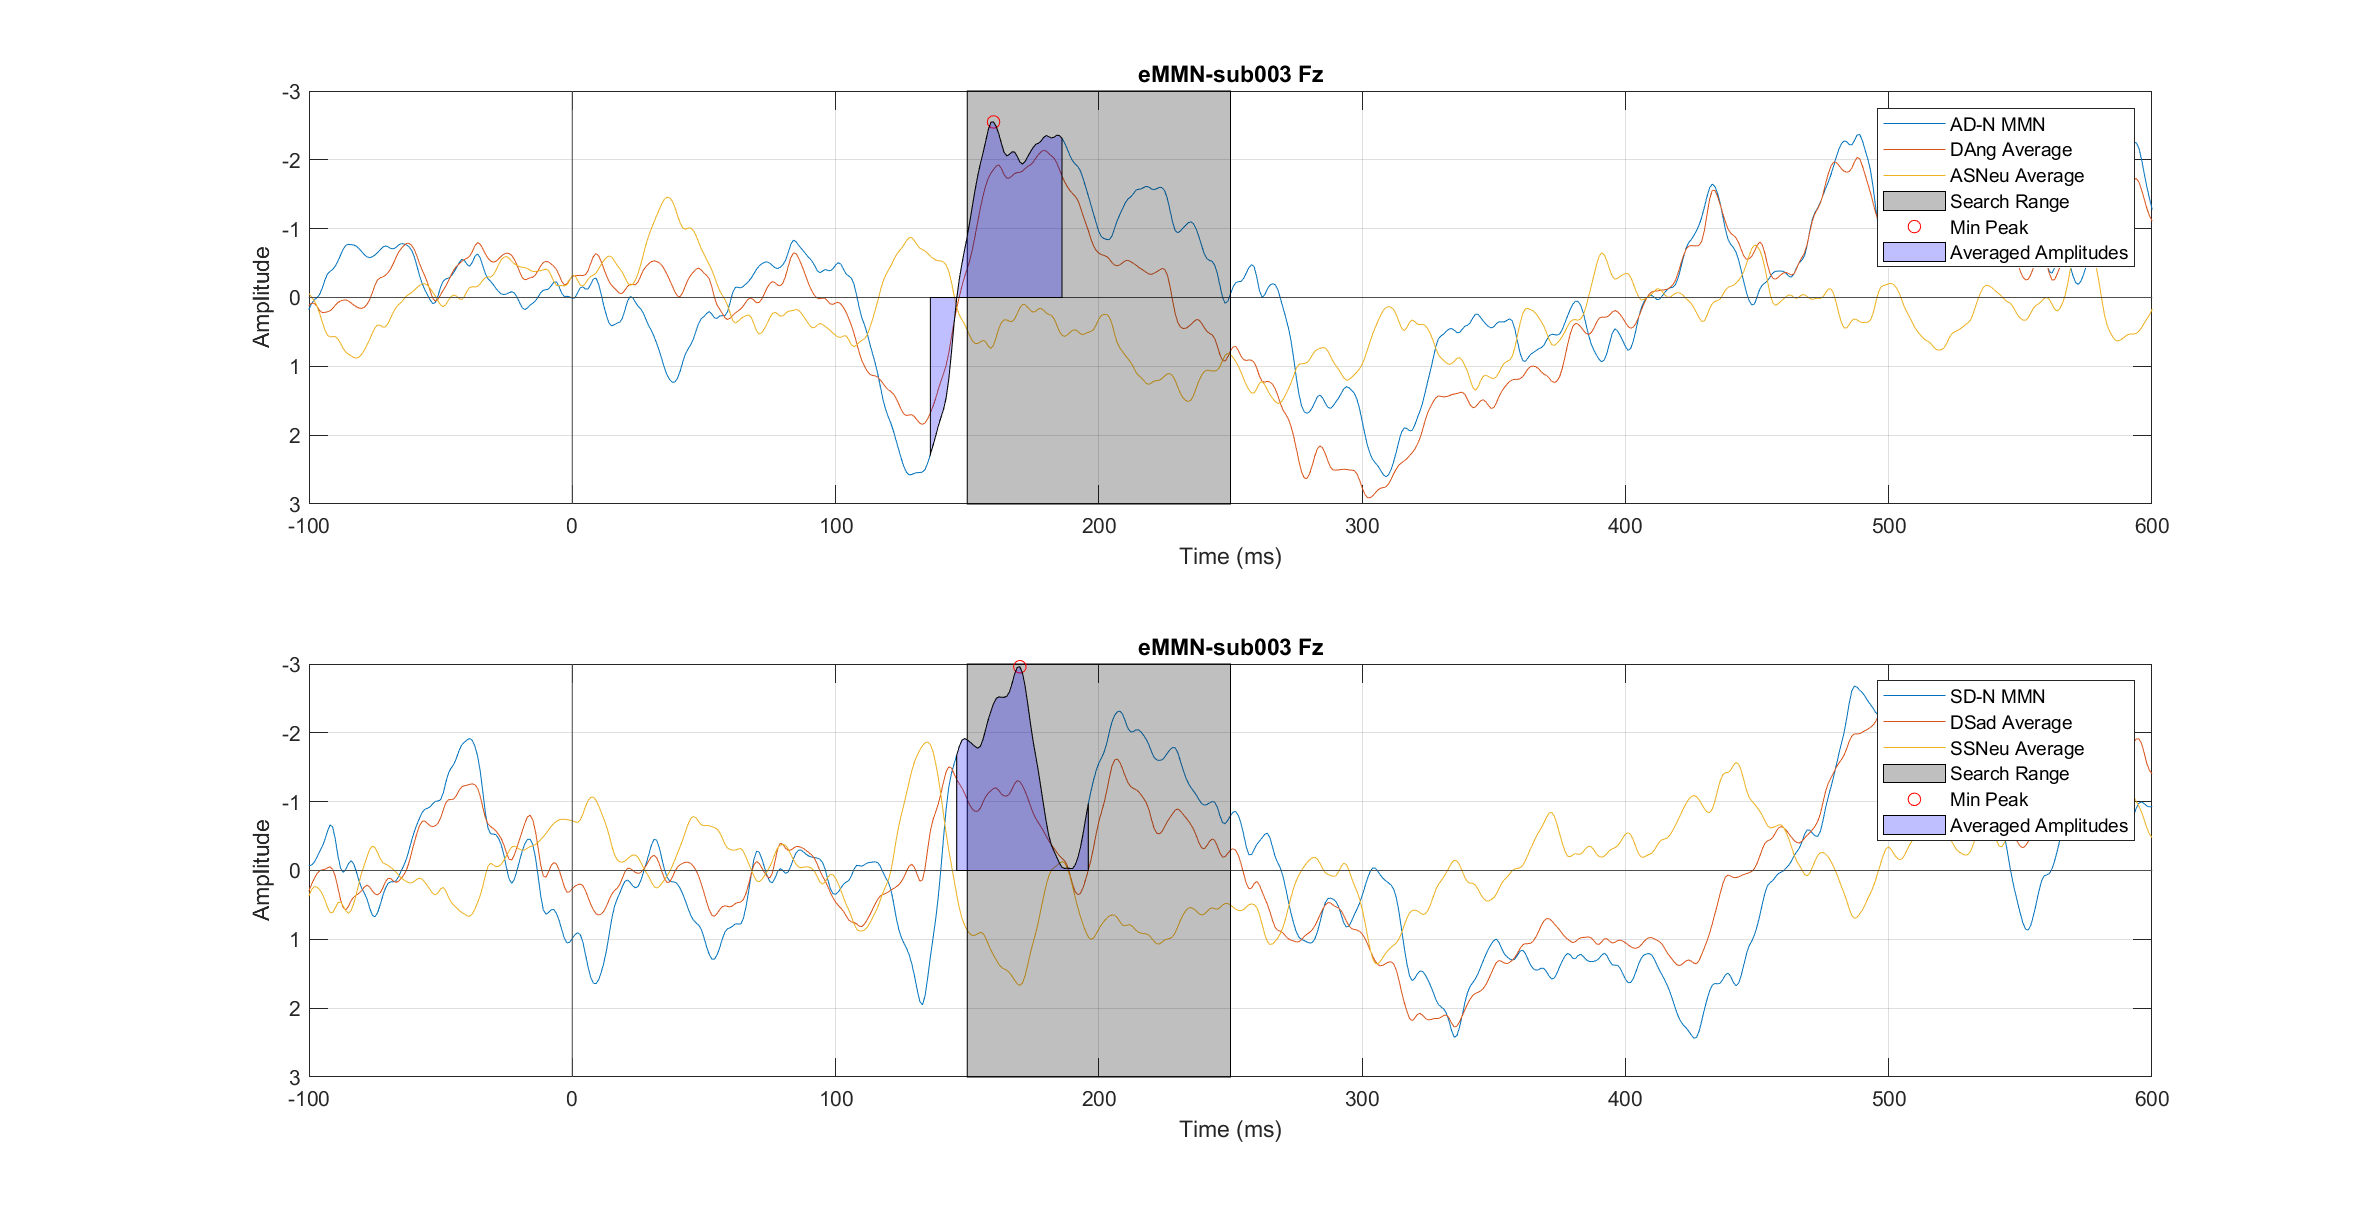 eMMN-sub003 Fz
-3
-2
-1
0
1
2
3
Amplitude
-100 0 100 200 300 400 500 600
Time (ms)
AD-N MMN
DAng Average
ASNeu Average
Search Range
Min Peak
Averaged Amplitudes
eMMN-sub003 Fz
-3
-2
-1
0
1
2
3
Amplitude
-100 0 100 200 300 400 500 600
Time (ms)
SD-N MMN
DSad Average
SSNeu Average
Search Range
Min Peak
Averaged Amplitudes